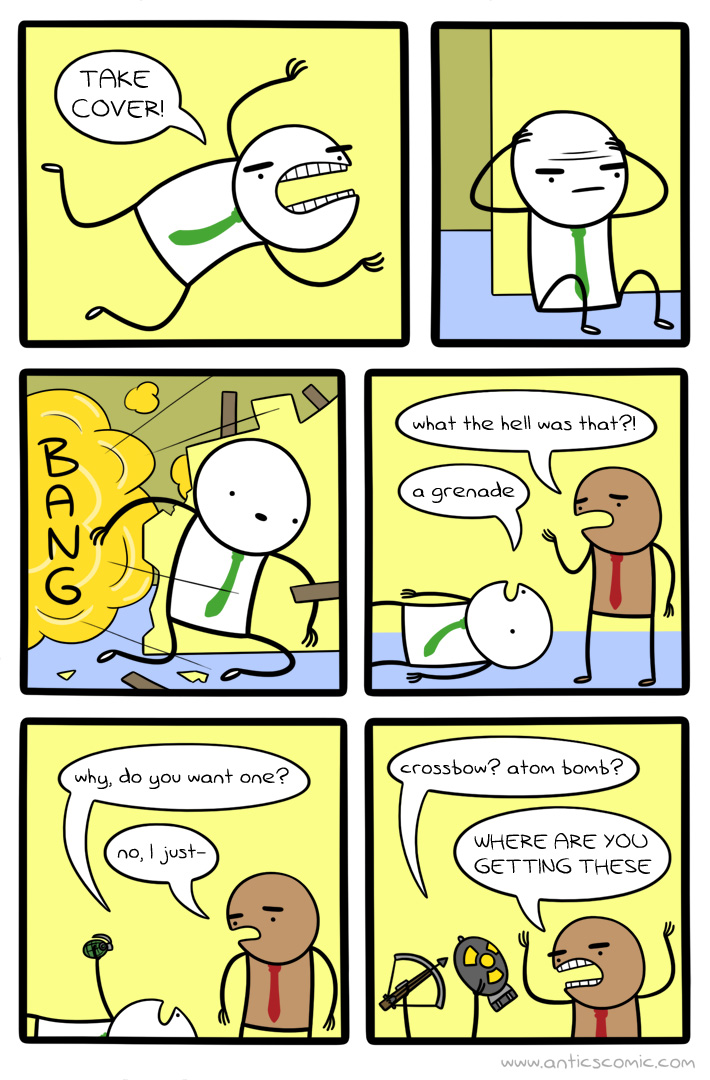 TAKE
COVER!
BANG
what the hell was that?!
a grenade
why, do you want one?
no, I just-
crossbow? atom bomb?
WHERE ARE YOU
GETTING THESE
www.anticscomic.com